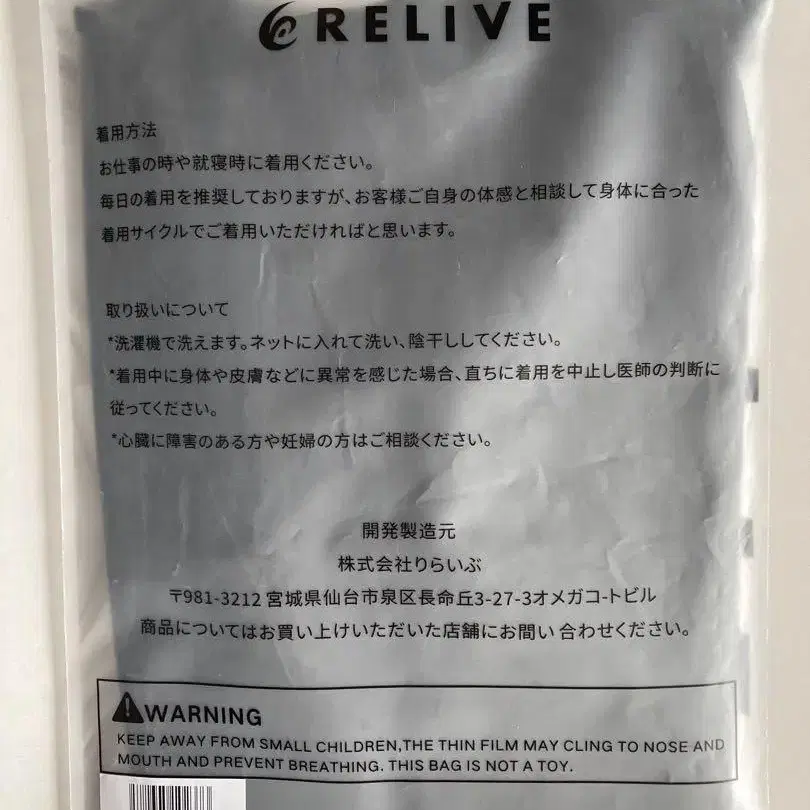 RELIVE
着用方法
お仕事の時や就寝時に着用ください。
毎日の着用を推奨しておりますが、お客様ご自身の体感と相談して身体に合った
着用サイクルでご着用いただければと思います。
取り扱いについて
*洗濯機で洗えます。ネットに入れて洗い、陰干ししてください。
*着用中に身体や皮膚などに異常を感じた場合、直ちに着用を中止し医師の判断に
従ってください。
*心臓に障害のある方や妊婦の方はご相談ください。
開発製造元
株式会社りらいぶ
〒981-3212 宮城県仙台市泉区長命丘3-27-3オメガコ-トビル
商品についてはお買い上げいただいた店舗にお問い合わせください。
WARNING
KEEP AWAY FROM SMALL CHILDREN,THE THIN FILM MAY CLING TO NOSE AND
MOUTH AND PREVENT BREATHING. THIS BAG IS NOT A TOY.